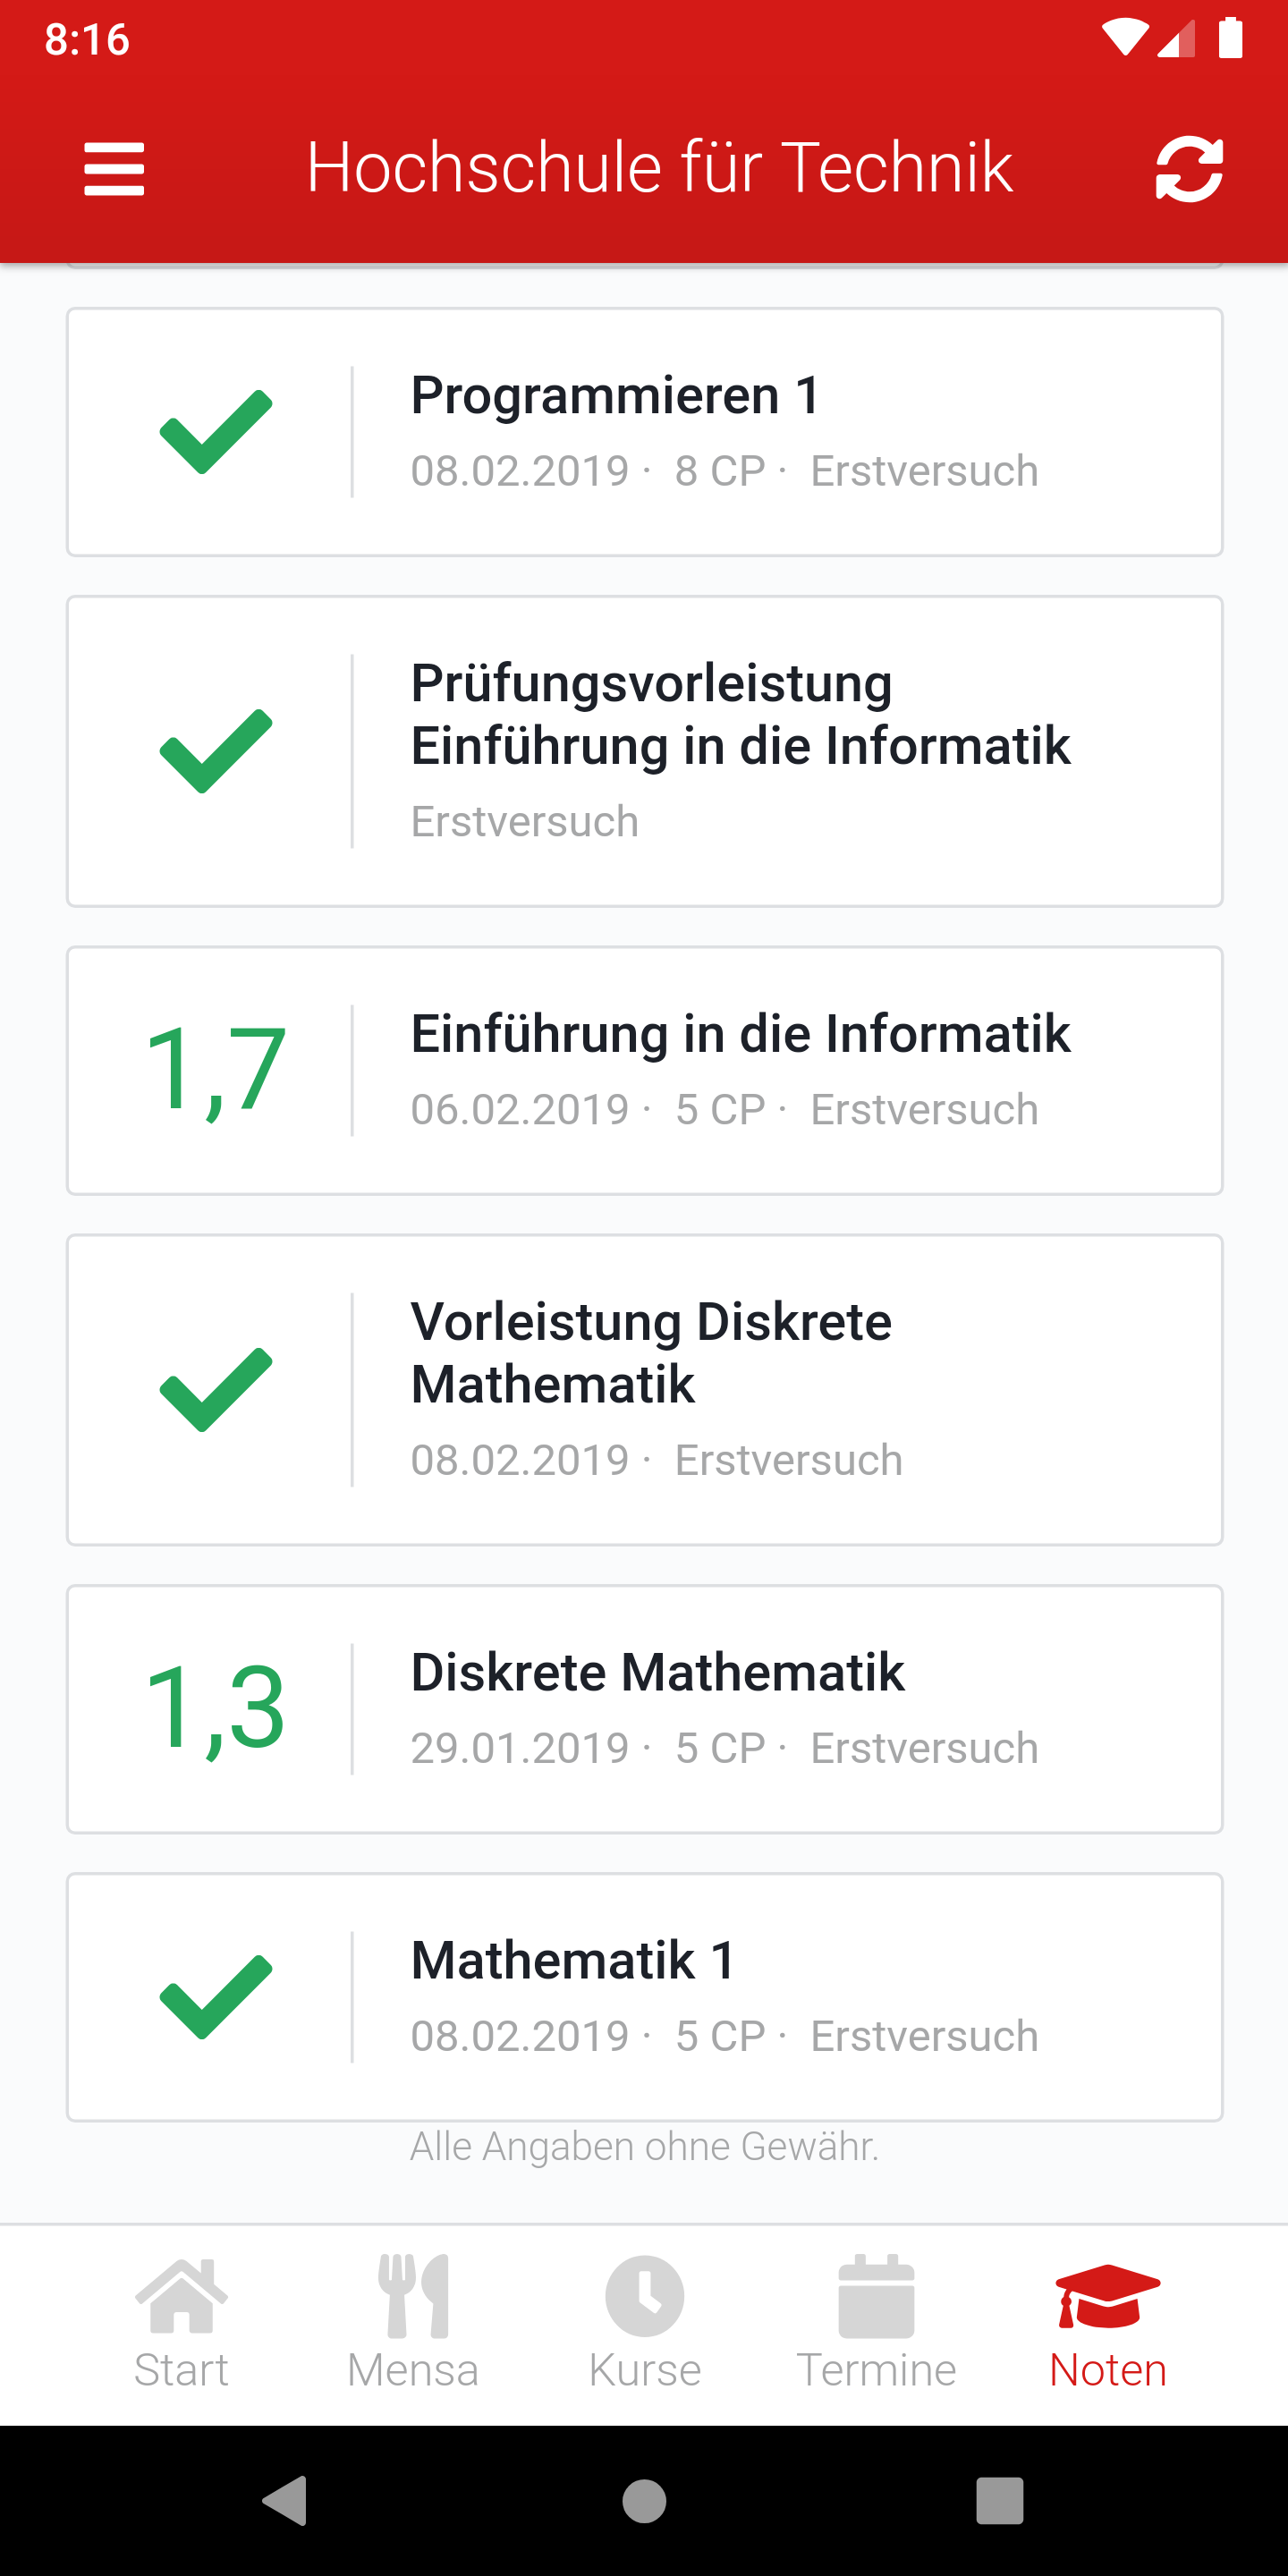 8:16
Hochschule für Technik
Programmieren 1
08.02.2019 · 8 CP · Erstversuch
Prüfungsvorleistung
Einführung in die Informatik
Erstversuch
1,7
Einführung in die Informatik
06.02.2019 · 5 CP · Erstversuch
Vorleistung Diskrete
Mathematik
08.02.2019 · Erstversuch
1,3
Diskrete Mathematik
29.01.2019 · 5 CP · Erstversuch
Mathematik 1
08.02.2019 · 5 CP · Erstversuch
Alle Angaben ohne Gewähr.
Start
Mensa
Kurse
Termine
Noten